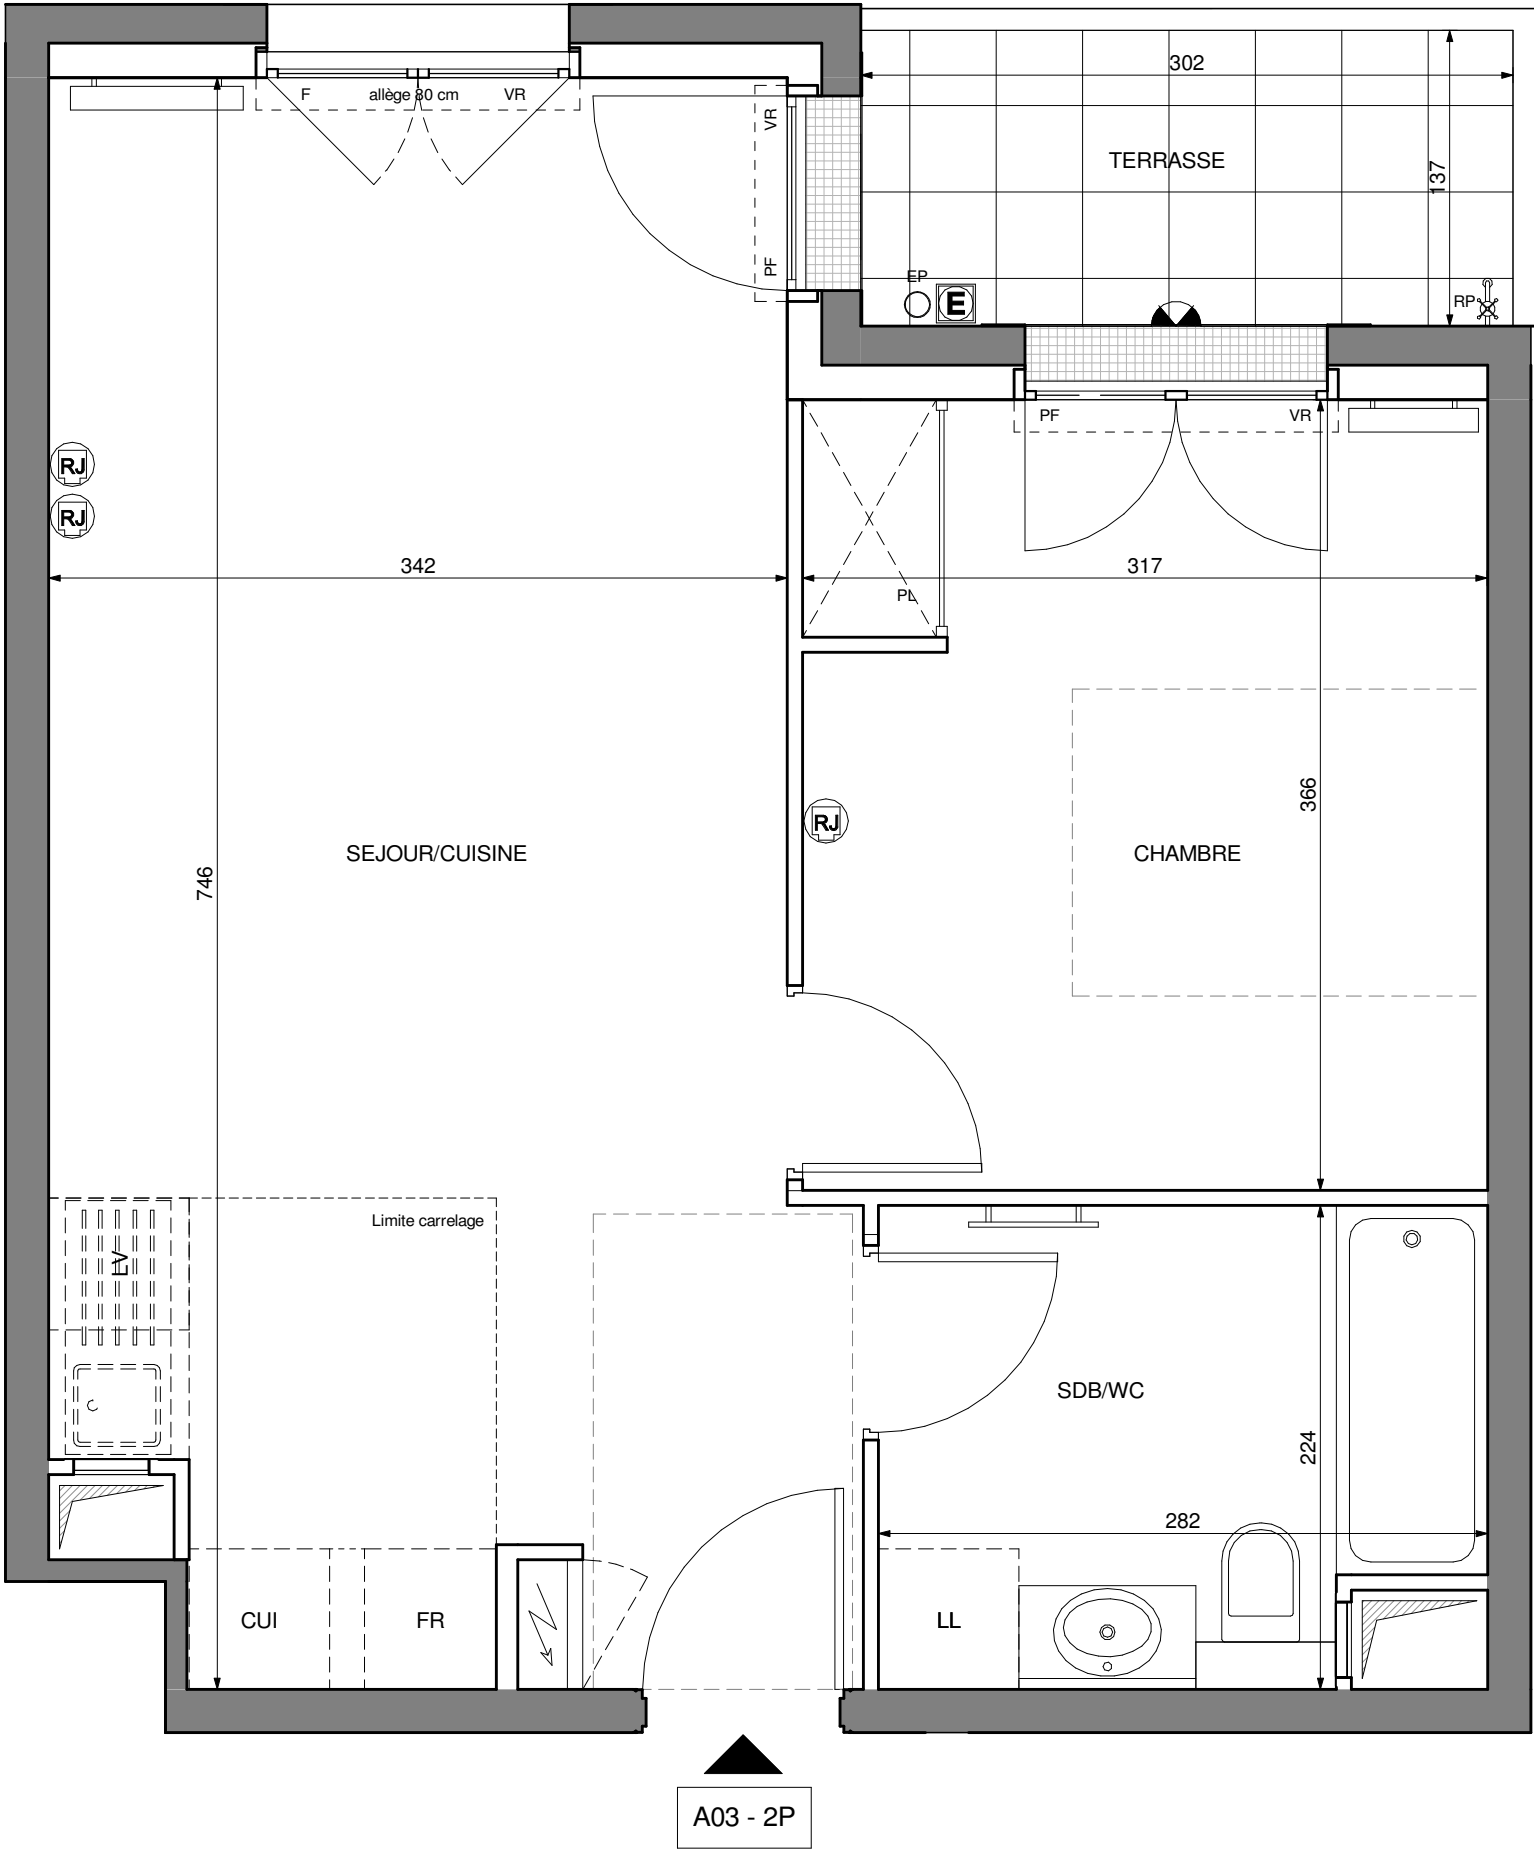 302
F
allège 80 cm
VR
VR
TERRASSE
137
PF
EP
E
RP
PF
VR
RJ
RJ
342
317
PL
366
RJ
SEJOUR/CUISINE
CHAMBRE
746
Limite carrelage
LV
SDB/WC
224
282
CUI
FR
LL
A03 - 2P